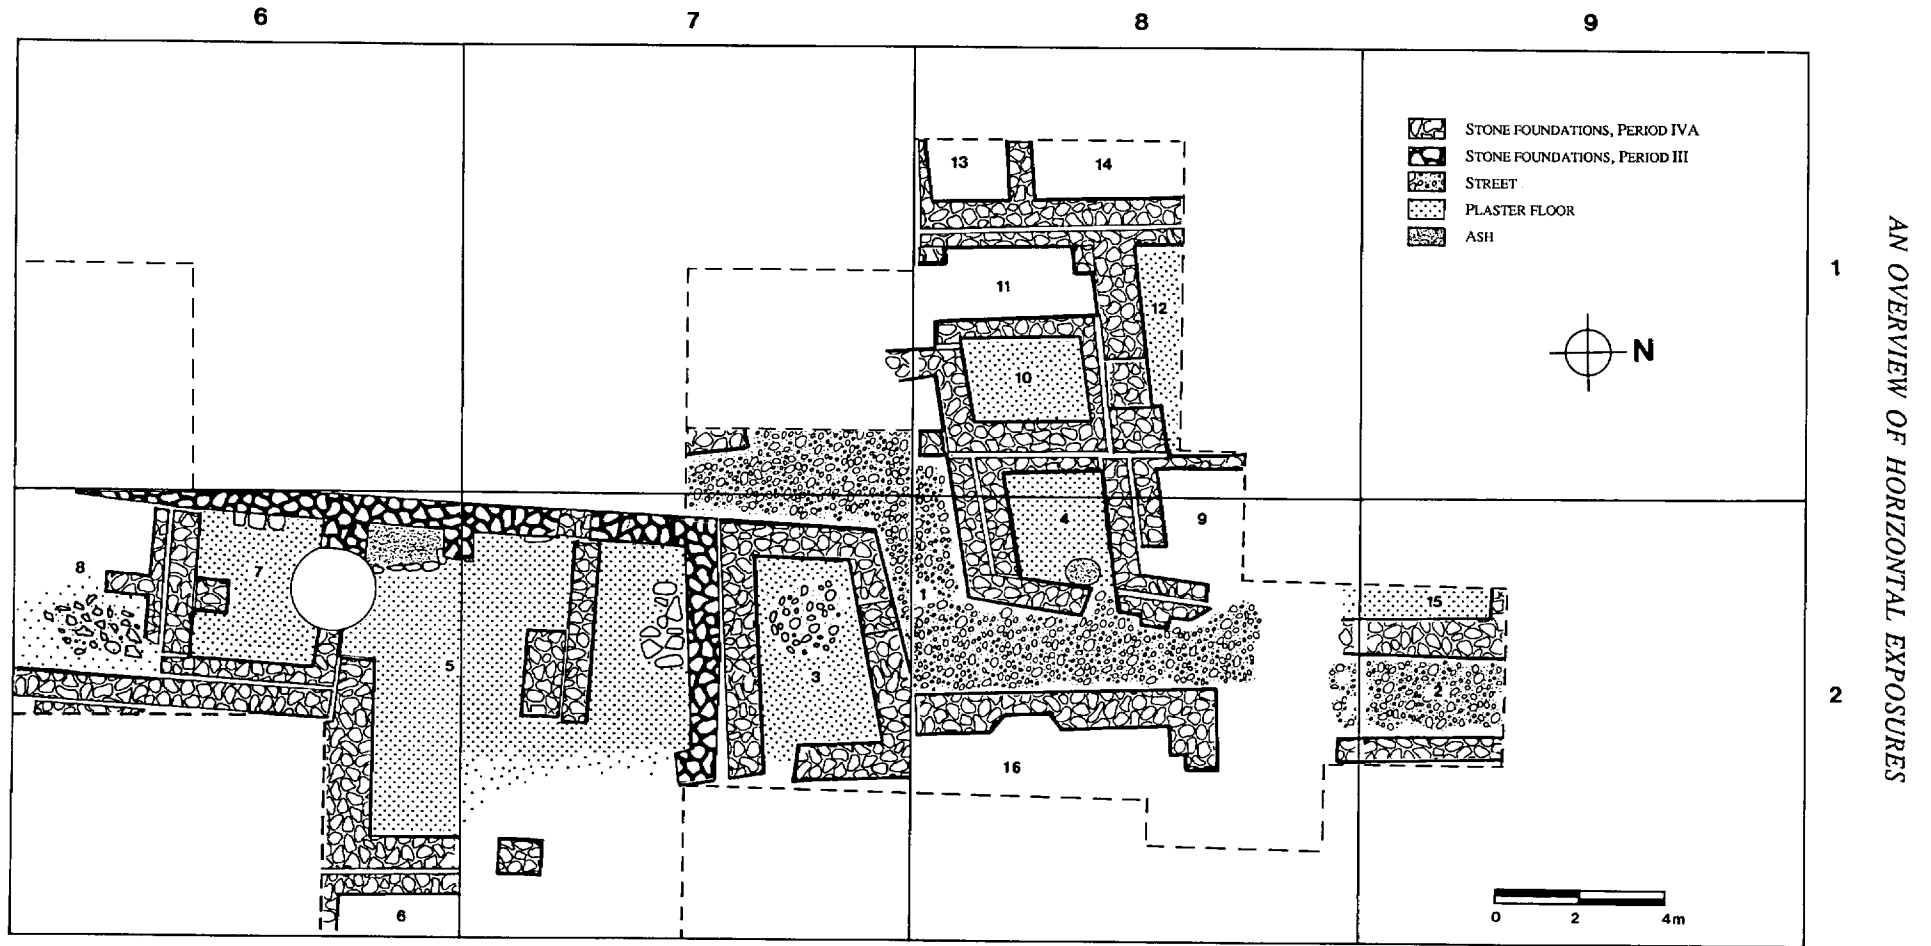 6 7 8 9
STONE FOUNDATIONS, PERIOD IVA
STONE FOUNDATIONS, PERIOD III
STREET
PLASTER FLOOR
ASH
N
1
2
13 14
11
12
10
4 9
8 7
1
15
5
3
2
16
6
0 2 4m
AN OVERVIEW OF HORIZONTAL EXPOSURES